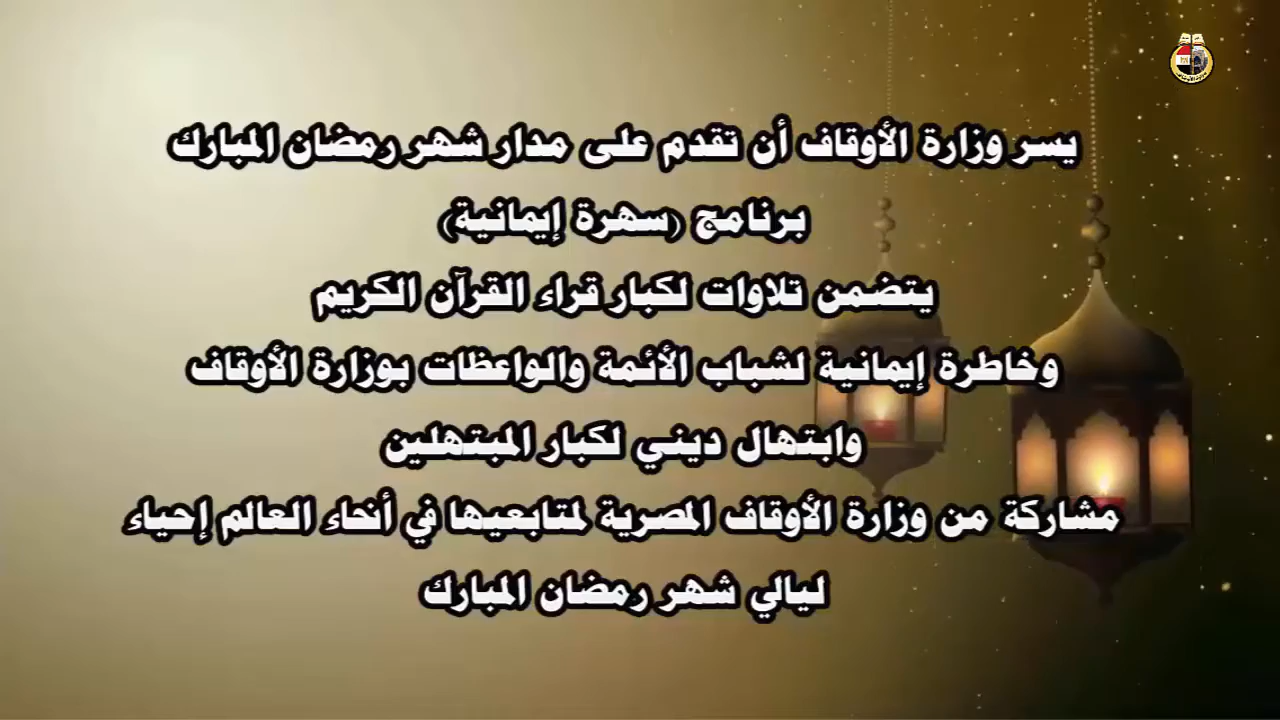 يسر وزارة الأوقاف أن تقدم على مدار شهر رمضان المبارك
برنامج (سهرة إيمانية)
يتضمن تلاوات لكبار قراء القرآن الكريم
وخاطرة إيمانية لشباب الأئمة والواعظات بوزارة الأوقاف
وابتهال ديني لكبار المبتهلين
مشاركة من وزارة الأوقاف المصرية لمتابعيها في أنحاء العالم إحياء
ليالي شهر رمضان المبارك